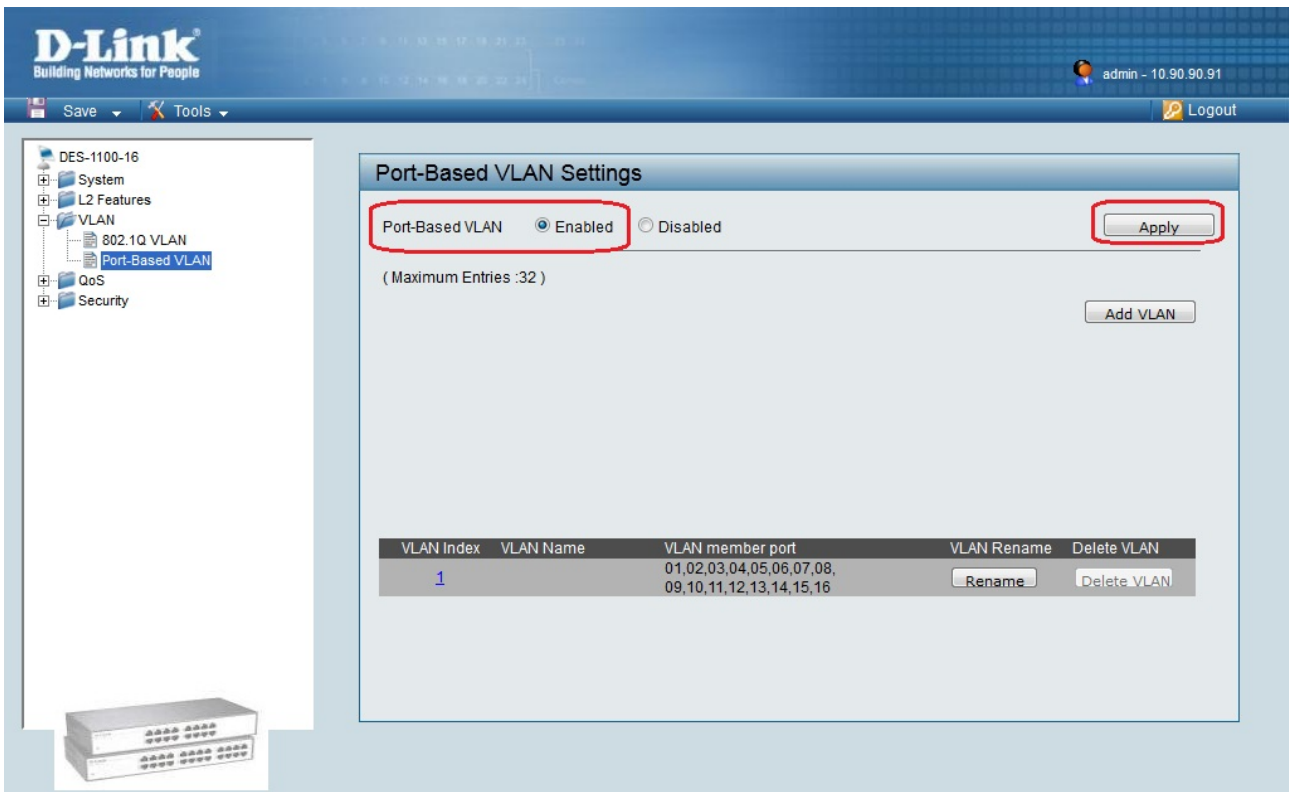 D-Link®
Building Networks for People
admin - 10.90.90.91
Save
Tools
Logout
DES-1100-16
System
L2 Features
VLAN
802.1Q VLAN
Port-Based VLAN
QoS
Security
Port-Based VLAN Settings
Port-Based VLAN Enabled Disabled Apply
( Maximum Entries :32 )
Add VLAN
VLAN Index VLAN Name VLAN member port VLAN Rename Delete VLAN
1 01,02,03,04,05,06,07,08, Rename Delete VLAN
09,10,11,12,13,14,15,16